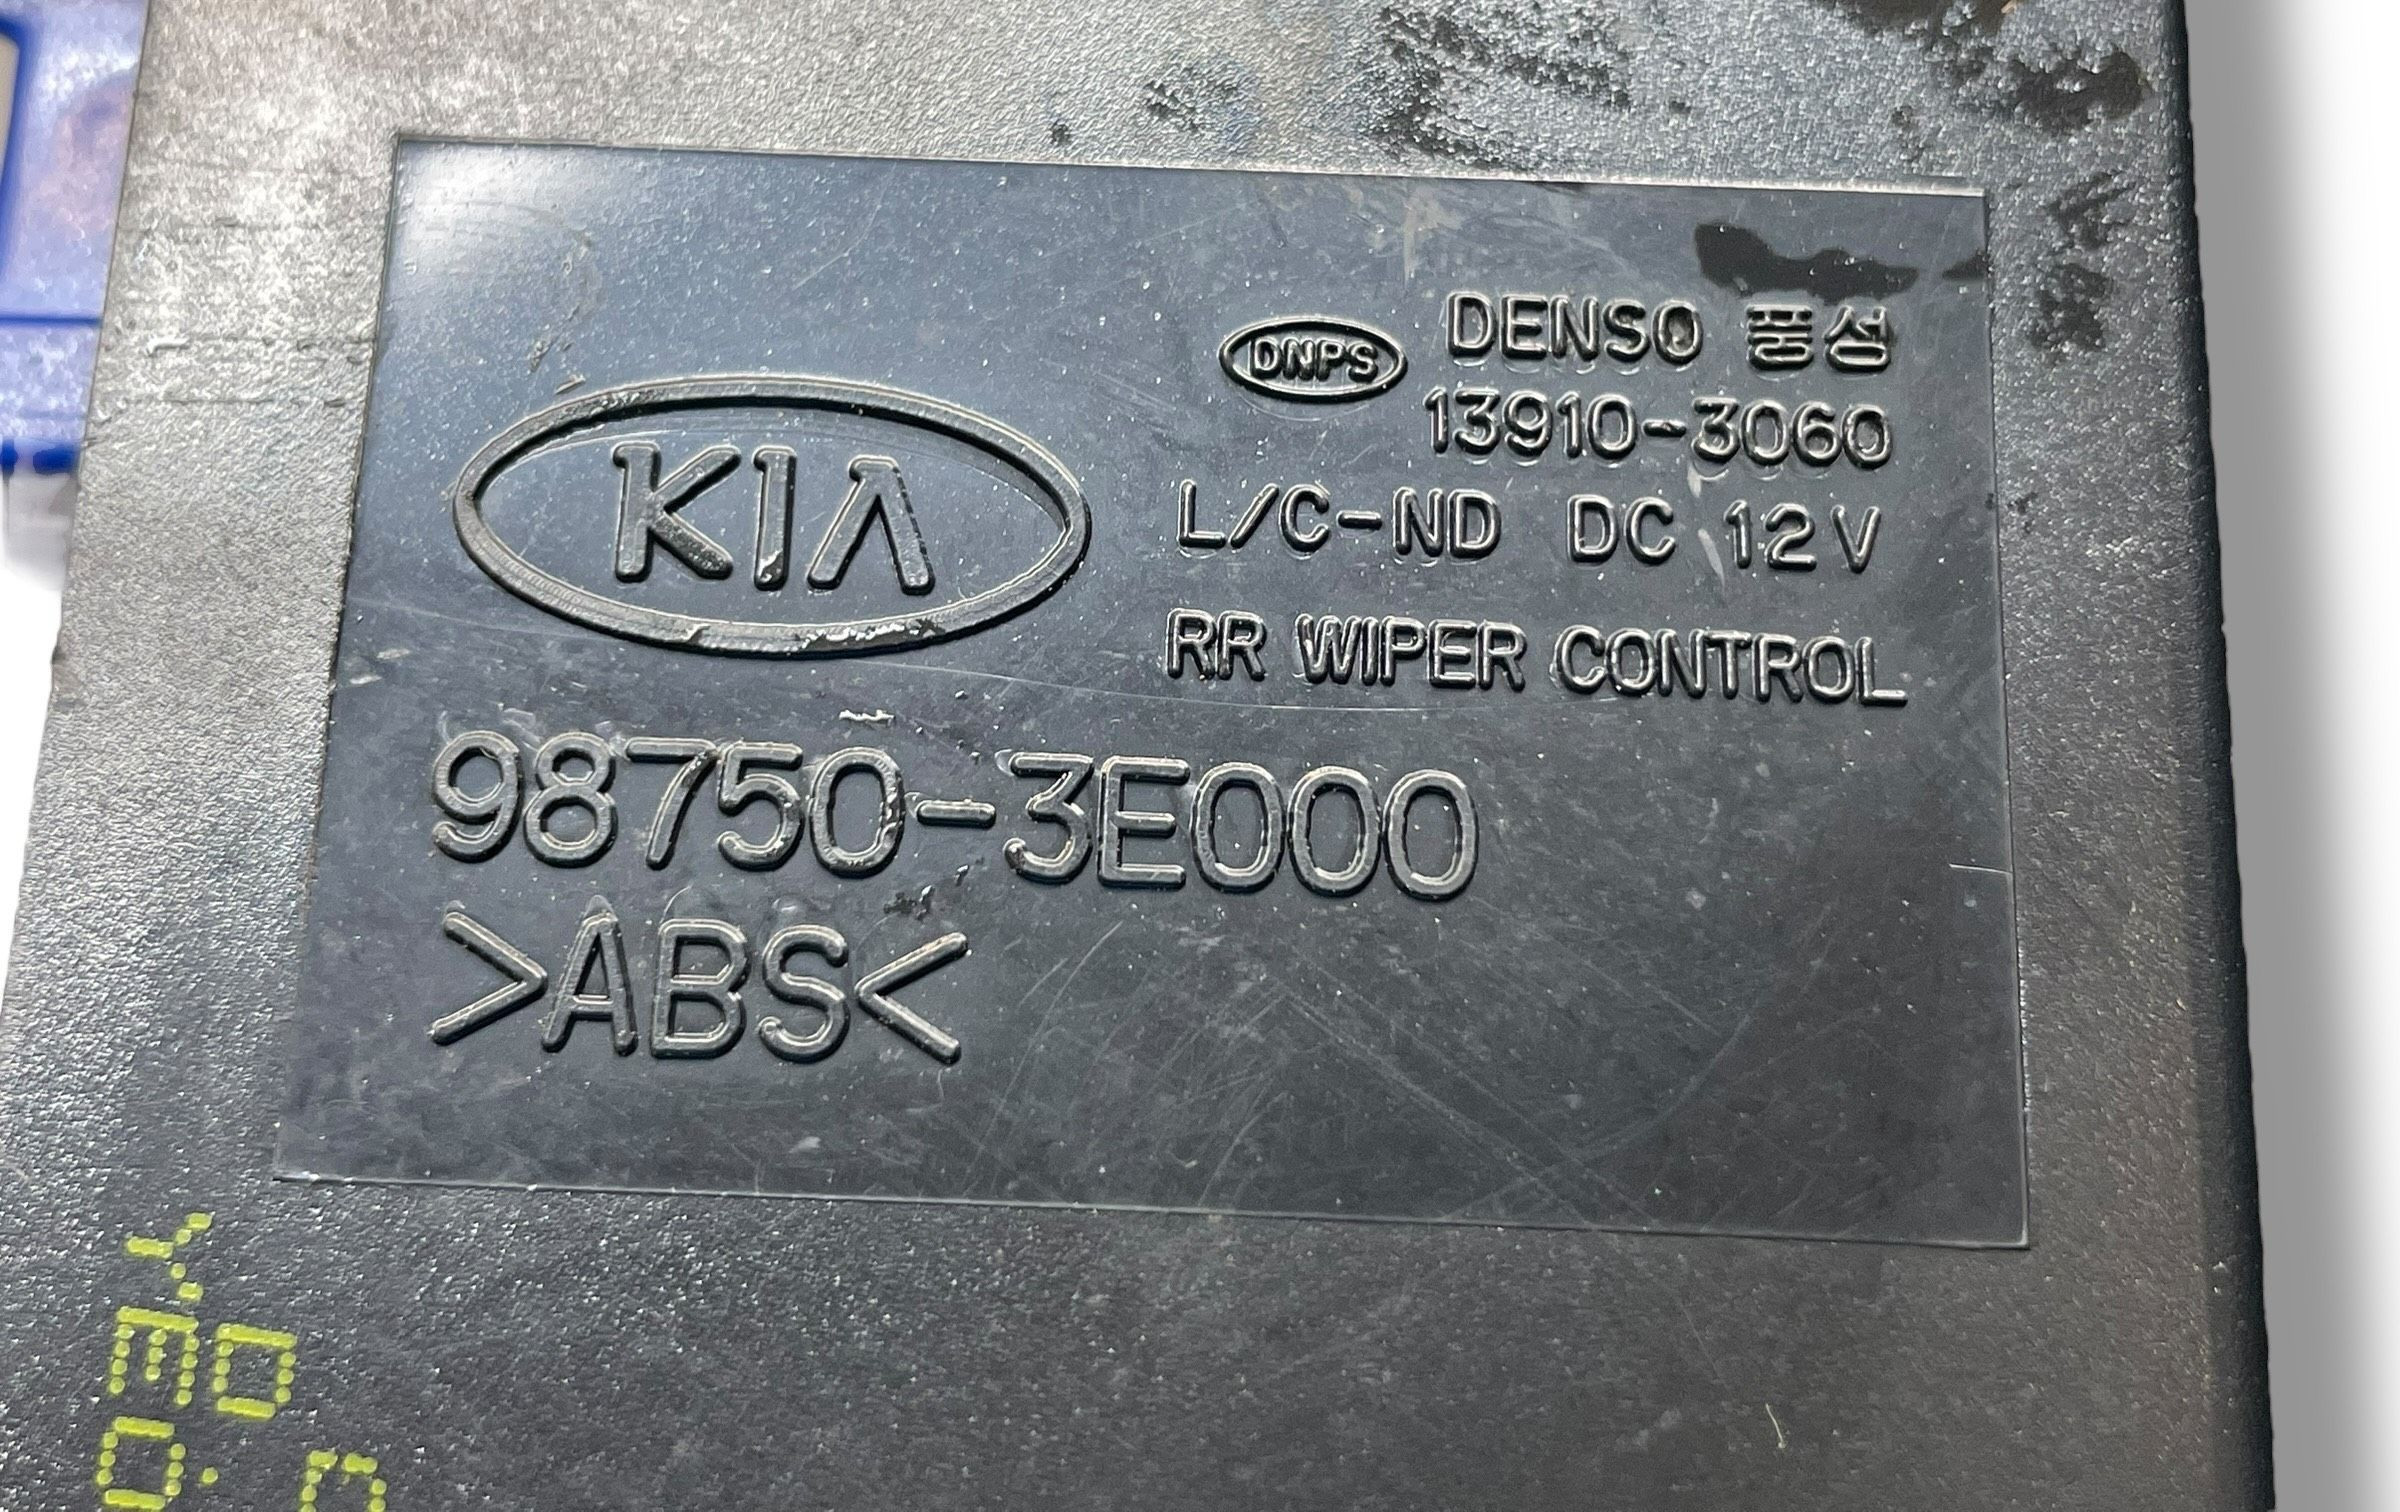 DNPS DENSO 풍성
13910-3060
KIA
L/C-ND DC 12V
RR WIPER CONTROL
98750-3E000
>ABS<